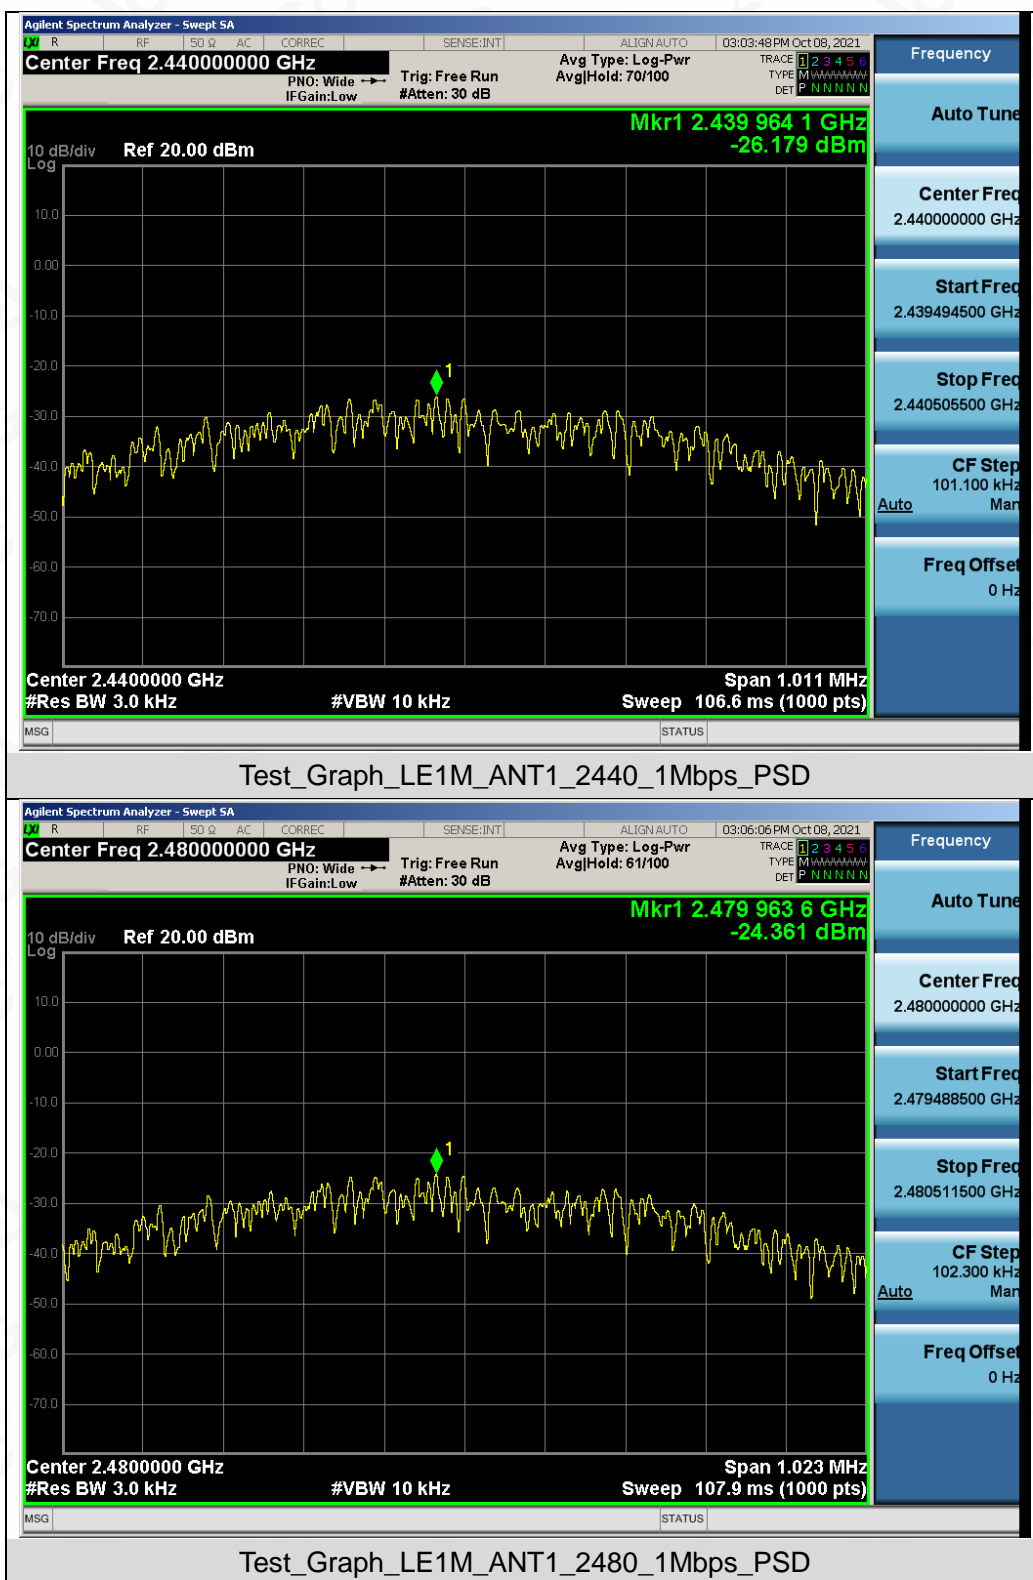 Agilent Spectrum Analyzer - Swept SA
LXI R RF 50 Ω AC CORREC SENSE:INT ALIGN AUTO 03:03:48 PM Oct 08, 2021
Center Freq 2.440000000 GHz
PNO: Wide
IFGain:Low
Trig: Free Run
#Atten: 30 dB
Avg Type: Log-Pwr
Avg|Hold: 70/100
TRACE 1 2 3 4 5 6
TYPE M WWWWW
DET P N N N N N
Mkr1 2.439 964 1 GHz
-26.179 dBm
10 dB/div Ref 20.00 dBm
Log
10.0
0.00
-10.0
-20.0
-30.0
-40.0
-50.0
-60.0
-70.0
1
Center 2.4400000 GHz Span 1.011 MHz
#Res BW 3.0 kHz #VBW 10 kHz Sweep 106.6 ms (1000 pts)
MSG STATUS
Frequency
Auto Tune
Center Freq
2.440000000 GHz
Start Freq
2.439494500 GHz
Stop Freq
2.440505500 GHz
CF Step
101.100 kHz
Auto Man
Freq Offset
0 Hz
Test_Graph_LE1M_ANT1_2440_1Mbps_PSD
Agilent Spectrum Analyzer - Swept SA
LXI R RF 50 Ω AC CORREC SENSE:INT ALIGN AUTO 03:06:06 PM Oct 08, 2021
Center Freq 2.480000000 GHz
PNO: Wide
IFGain:Low
Trig: Free Run
#Atten: 30 dB
Avg Type: Log-Pwr
Avg|Hold: 61/100
TRACE 1 2 3 4 5 6
TYPE M WWWWW
DET P N N N N N
Mkr1 2.479 963 6 GHz
-24.361 dBm
10 dB/div Ref 20.00 dBm
Log
10.0
0.00
-10.0
-20.0
-30.0
-40.0
-50.0
-60.0
-70.0
1
Center 2.4800000 GHz Span 1.023 MHz
#Res BW 3.0 kHz #VBW 10 kHz Sweep 107.9 ms (1000 pts)
MSG STATUS
Frequency
Auto Tune
Center Freq
2.480000000 GHz
Start Freq
2.479488500 GHz
Stop Freq
2.480511500 GHz
CF Step
102.300 kHz
Auto Man
Freq Offset
0 Hz
Test_Graph_LE1M_ANT1_2480_1Mbps_PSD